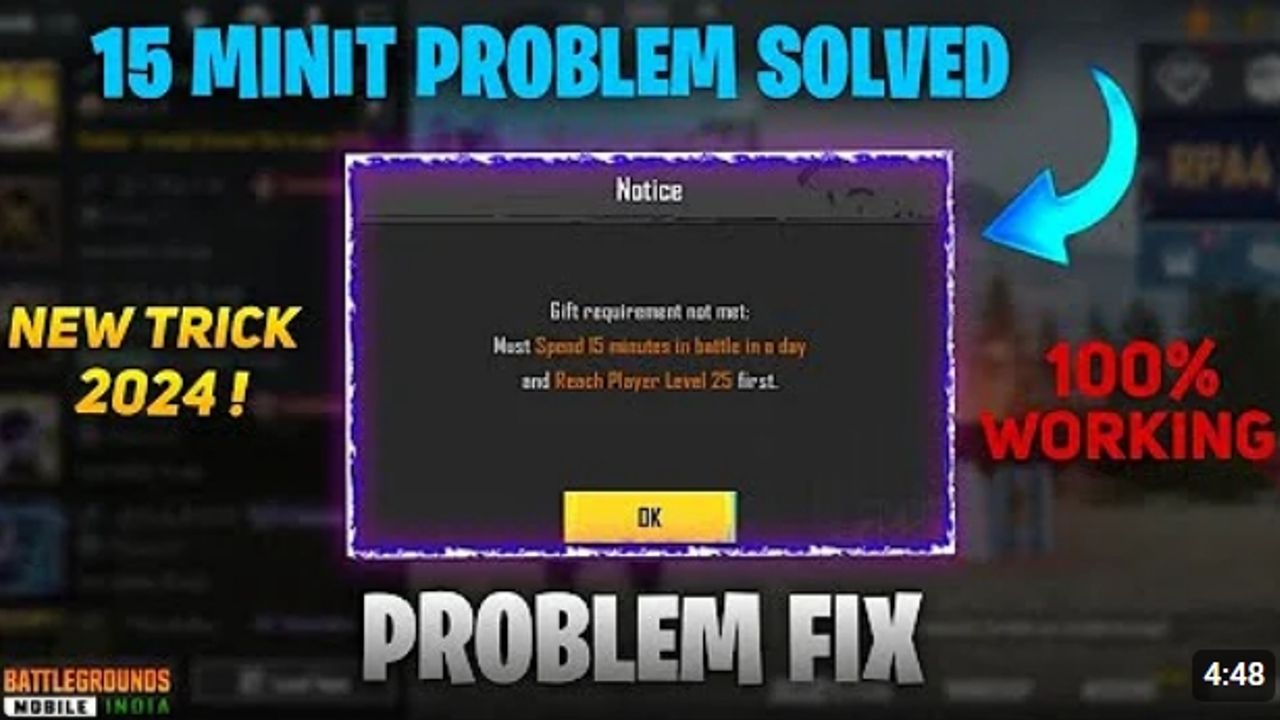 15 MINIT PROBLEM SOLVED
Notice
RPA4
Gift requirement not met:
Must Spend 15 minutes in battle in a day
and Reach Player Level 25 first.
NEW TRICK
2024 !
100%
WORKING
OK
PROBLEM FIX
BATTLEGROUNDS
MOBILE INDIA
4:48